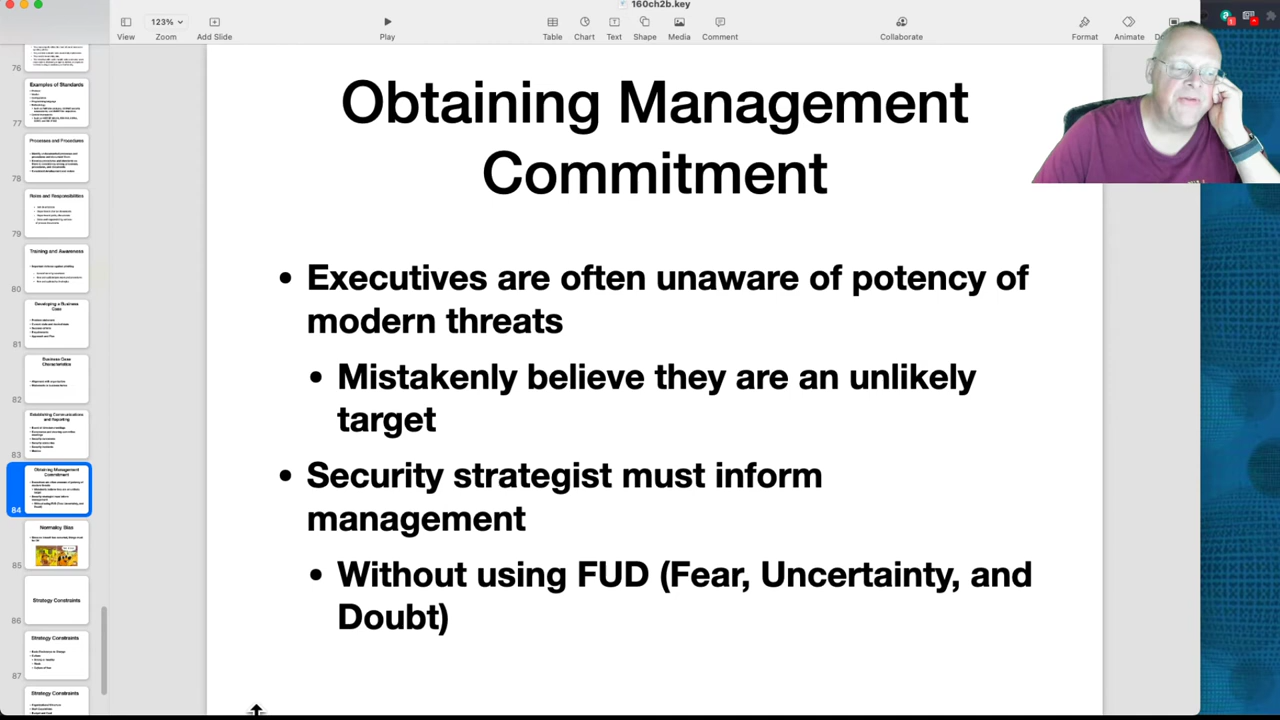 160ch2b.key
123%
View
Zoom
Add Slide
Play
Table
Chart
Text
Shape
Media
Comment
Collaborate
Format
Animate
76
Examples of Standards
77
Processes and Procedures
78
Roles and Responsibilities
79
Training and Awareness
80
Developing a Business
Case
81
Business Case
Characteristics
82
Establishing Communications
and Reporting
83
Obtaining Management
Commitment
84
Normalcy Bias
85
Strategy Constraints
86
Strategy Constraints
87
Strategy Constraints
Obtaining Management
Commitment
• Executives are often unaware of potency of
modern threats
• Mistakenly believe they are an unlikely
target
• Security strategist must inform
management
• Without using FUD (Fear, Uncertainty, and
Doubt)